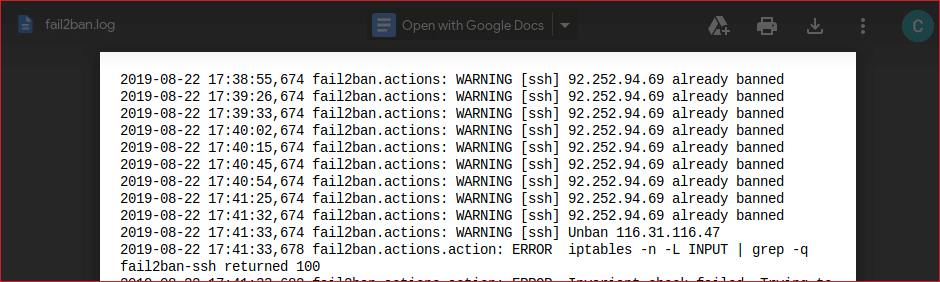 fail2ban.log
Open with Google Docs
C
2019-08-22 17:38:55,674 fail2ban.actions: WARNING [ssh] 92.252.94.69 already banned
2019-08-22 17:39:26,674 fail2ban.actions: WARNING [ssh] 92.252.94.69 already banned
2019-08-22 17:39:33,674 fail2ban.actions: WARNING [ssh] 92.252.94.69 already banned
2019-08-22 17:40:02,674 fail2ban.actions: WARNING [ssh] 92.252.94.69 already banned
2019-08-22 17:40:15,674 fail2ban.actions: WARNING [ssh] 92.252.94.69 already banned
2019-08-22 17:40:45,674 fail2ban.actions: WARNING [ssh] 92.252.94.69 already banned
2019-08-22 17:40:54,674 fail2ban.actions: WARNING [ssh] 92.252.94.69 already banned
2019-08-22 17:41:25,674 fail2ban.actions: WARNING [ssh] 92.252.94.69 already banned
2019-08-22 17:41:32,674 fail2ban.actions: WARNING [ssh] 92.252.94.69 already banned
2019-08-22 17:41:33,674 fail2ban.actions: WARNING [ssh] Unban 116.31.116.47
2019-08-22 17:41:33,678 fail2ban.actions.action: ERROR  iptables -n -L INPUT | grep -q
fail2ban-ssh returned 100